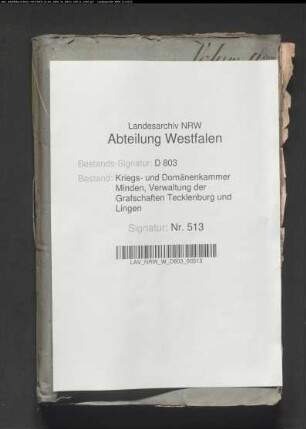 Landesarchiv NRW
Abteilung Westfalen
Bestands-Signatur: D 803
Bestand: Kriegs- und Domänenkammer
Minden, Verwaltung der
Grafschaften Tecklenburg und
Lingen
Signatur: Nr. 513
LAV_NRW_W_D803_00513